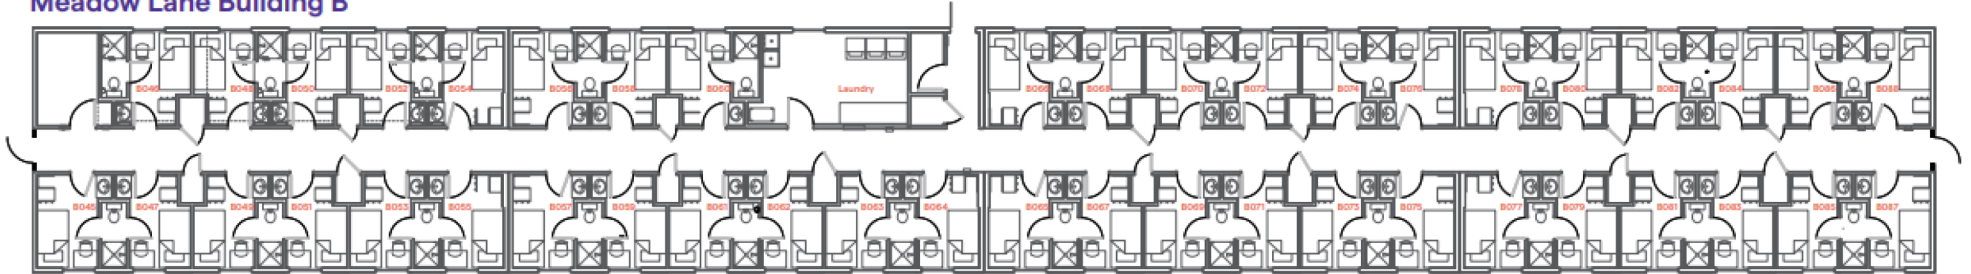 Meadow Lane Building B
B046 B048 B050 B052 B054 B056 B058 B060 Laundry B066 B068 B070 B072 B074 B076 B078 B080 B082 B084 B086 B088
B045 B047 B049 B051 B053 B055 B057 B059 B061 B062 B063 B064 B065 B067 B069 B071 B073 B075 B077 B079 B081 B083 B085 B087